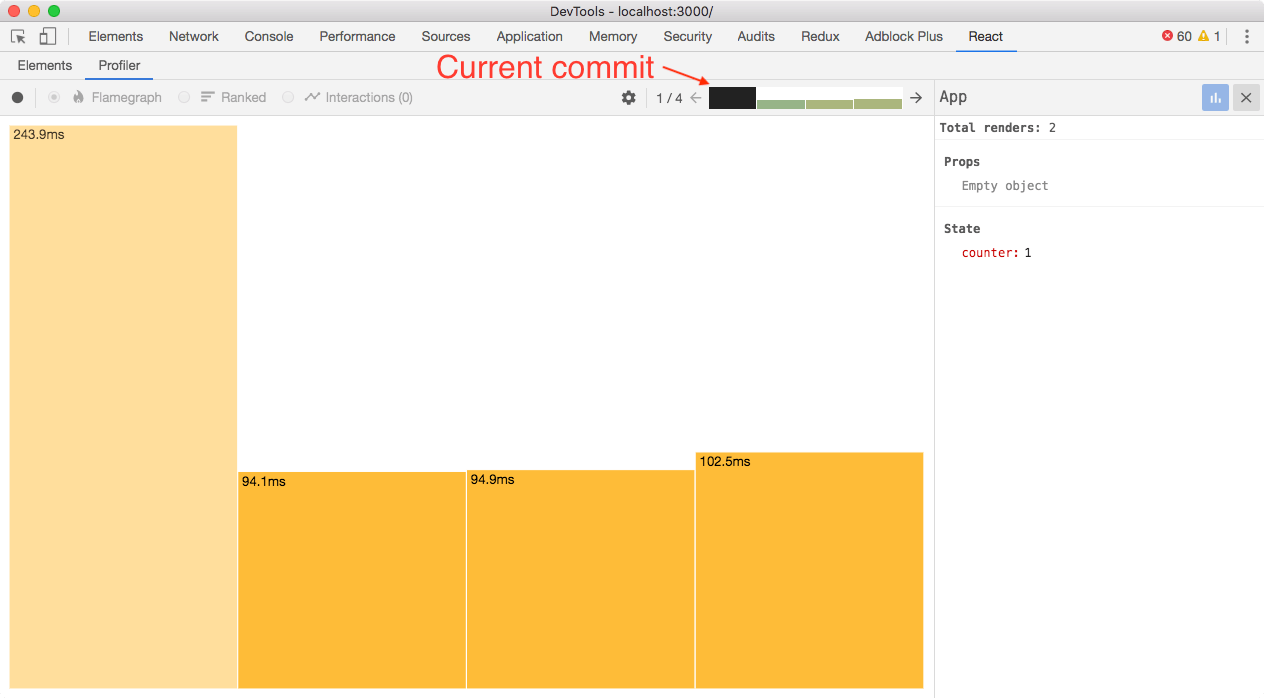 DevTools - localhost:3000/
Elements Network Console Performance Sources Application Memory Security Audits Redux Adblock Plus React 60 1
Elements Profiler
Current commit
Flamegraph Ranked Interactions (0) 1 / 4 App
Total renders: 2
Props
Empty object
State
counter: 1
243.9ms
94.1ms
94.9ms
102.5ms